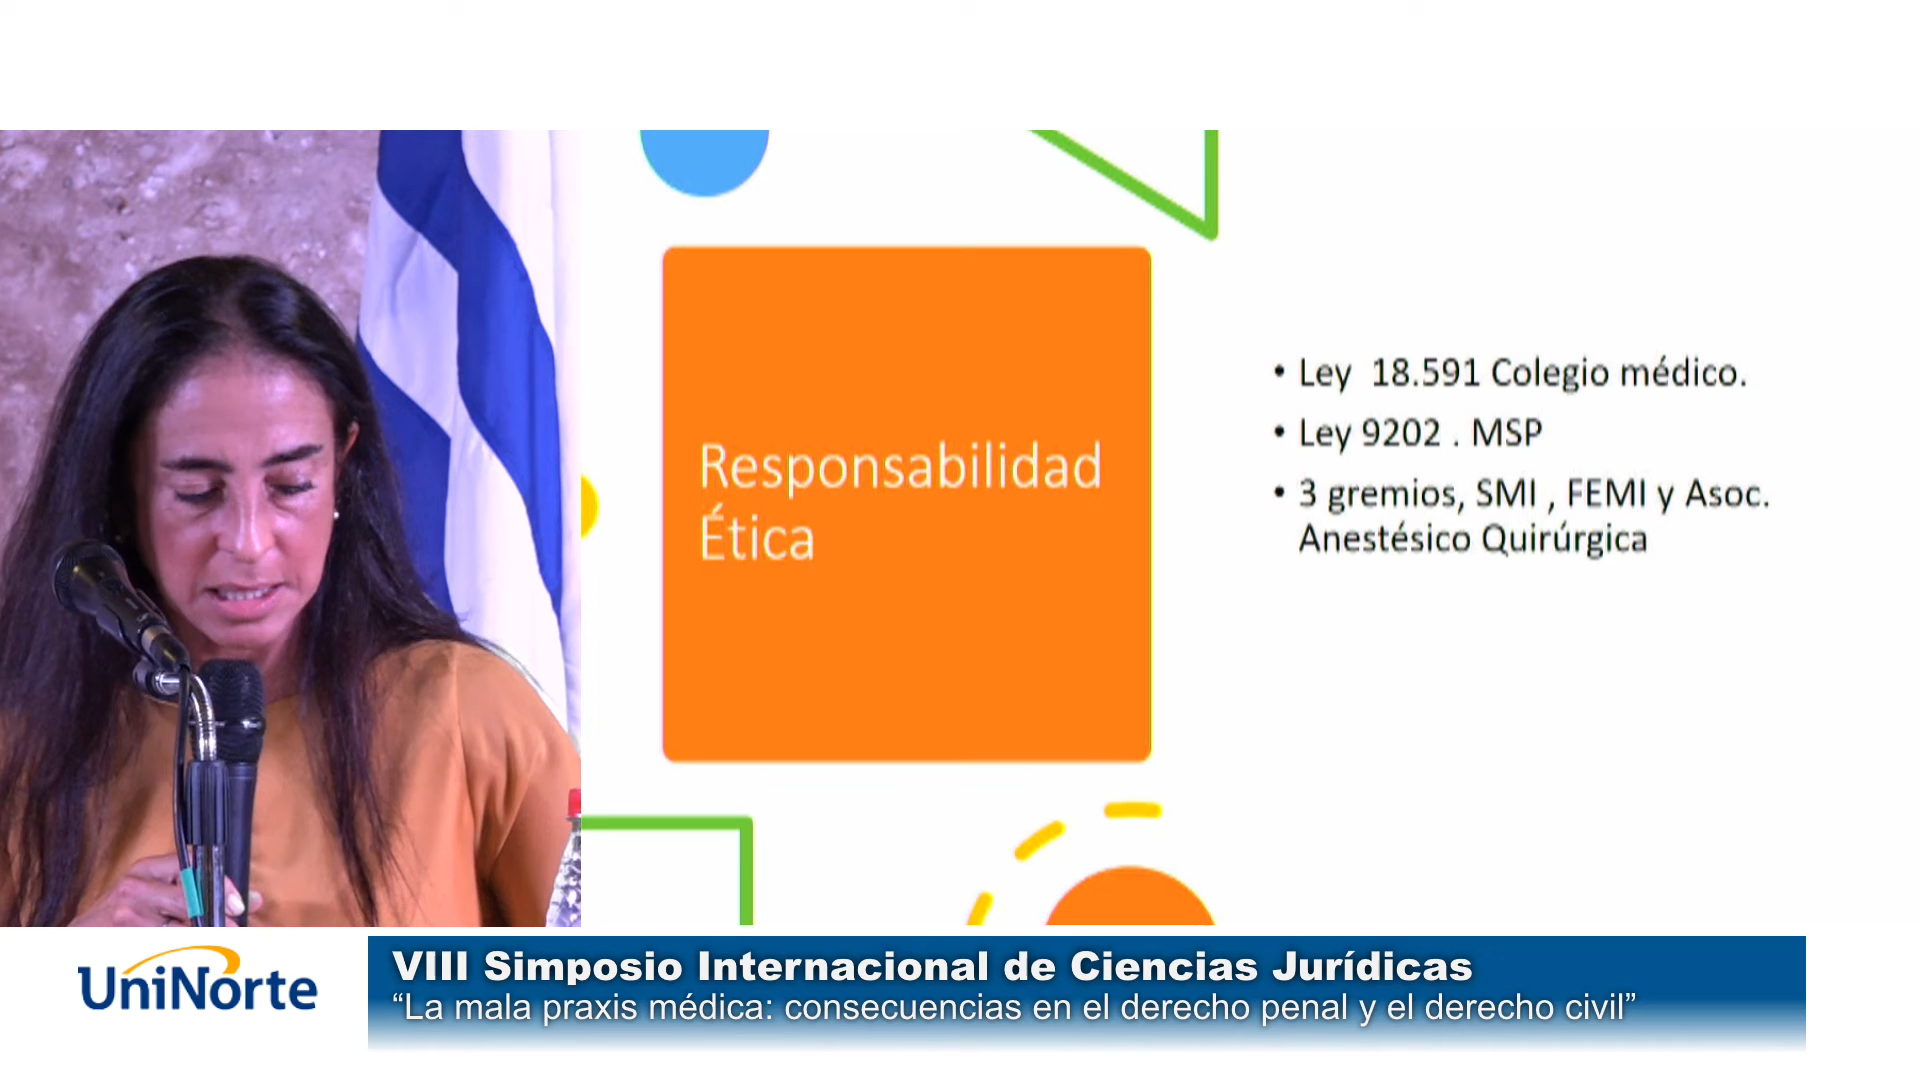 Responsabilidad
Ética
• Ley 18.591 Colegio médico.
• Ley 9202 . MSP
• 3 gremios, SMI , FEMI y Asoc.
Anestésico Quirúrgica
UniNorte
VIII Simposio Internacional de Ciencias Jurídicas
“La mala praxis médica: consecuencias en el derecho penal y el derecho civil”